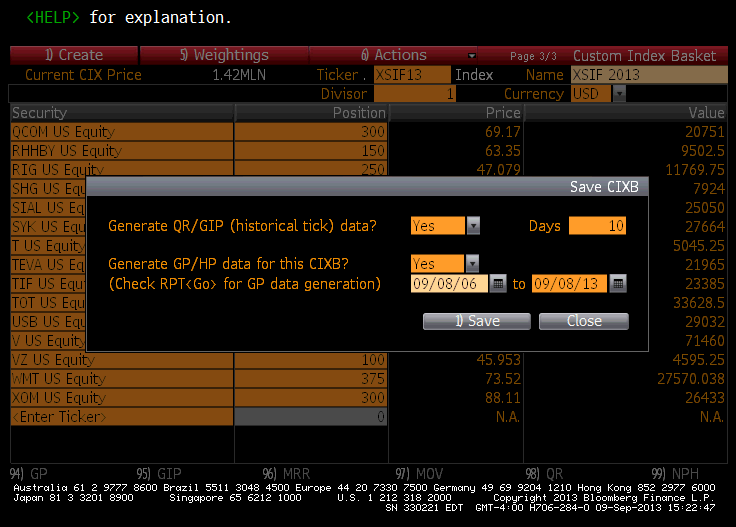 <HELP> for explanation.
1) Create 5) Weightings 6) Actions Page 3/3 Custom Index Basket
Current CIX Price 1.42MLN Ticker . XSIF13 Index Name XSIF 2013
Divisor 1 Currency USD
Security Position Price Value
QCOM US Equity 300 69.17 20751
RHHBY US Equity 150 63.35 9502.5
RIG US Equity 250 47.079 11769.75
SHG US Equ 7924
SIAL US Equ 25050
SYK US Equ 27664
T US Equity 5045.25
TEVA US Equ 21965
TIF US Equi 23385
TOT US Equ 33628.5
USB US Equ 29032
V US Equity 71460
VZ US Equity 100 45.953 4595.25
WMT US Equity 375 73.52 27570.038
XOM US Equity 300 88.11 26433
<Enter Ticker> 0 N.A. N.A.
Save CIXB
Generate QR/GIP (historical tick) data? Yes Days 10
Generate GP/HP data for this CIXB? Yes
(Check RPT<Go> for GP data generation) 09/08/06 to 09/08/13
1) Save Close
94) GP 95) GIP 96) MRR 97) MOV 98) QR 99) NPH
Australia 61 2 9777 8600 Brazil 5511 3048 4500 Europe 44 20 7330 7500 Germany 49 69 9204 1210 Hong Kong 852 2977 6000
Japan 81 3 3201 8900 Singapore 65 6212 1000 U.S. 1 212 318 2000 Copyright 2013 Bloomberg Finance L.P.
SN 330221 EDT GMT-4:00 H706-284-0 09-Sep-2013 15:22:47